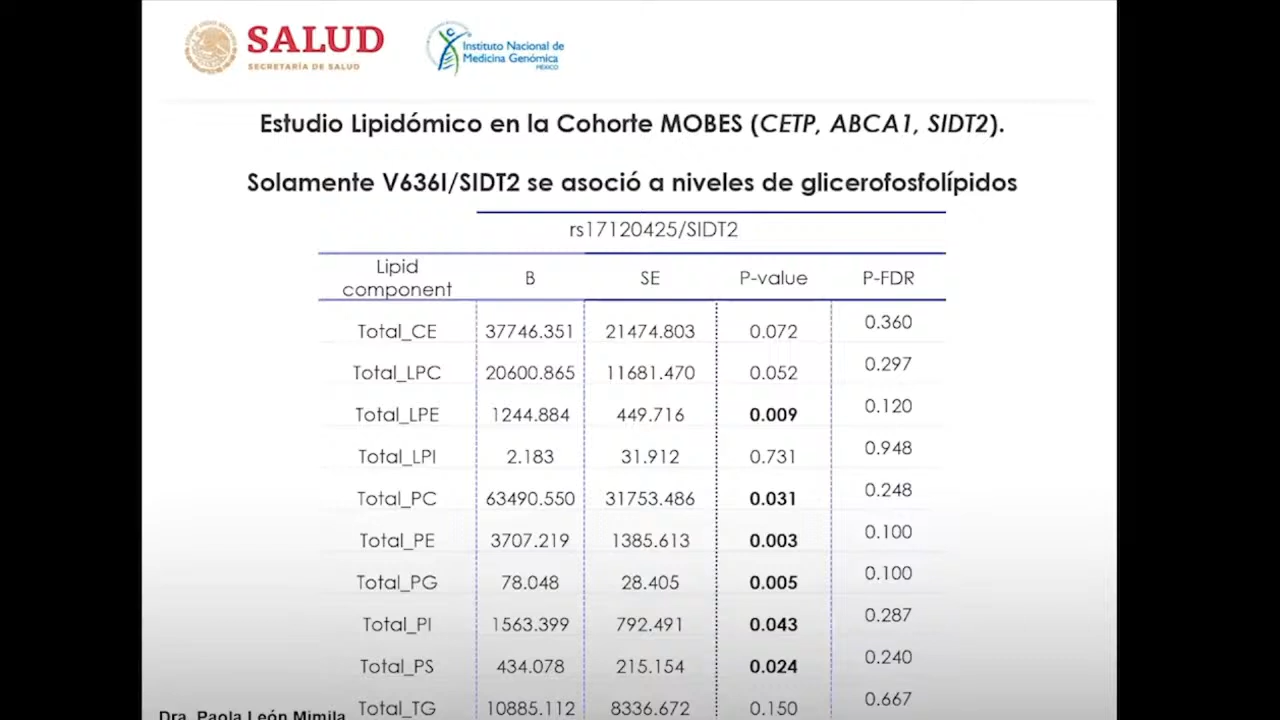 SALUD
SECRETARÍA DE SALUD
Instituto Nacional de
Medicina Genómica
MÉXICO
Estudio Lipidómico en la Cohorte MOBES (CETP, ABCA1, SIDT2).
Solamente V636I/SIDT2 se asoció a niveles de glicerofosfolípidos
rs17120425/SIDT2
Lipid component B SE P-value P-FDR
Total_CE 37746.351 21474.803 0.072 0.360
Total_LPC 20600.865 11681.470 0.052 0.297
Total_LPE 1244.884 449.716 0.009 0.120
Total_LPI 2.183 31.912 0.731 0.948
Total_PC 63490.550 31753.486 0.031 0.248
Total_PE 3707.219 1385.613 0.003 0.100
Total_PG 78.048 28.405 0.005 0.100
Total_PI 1563.399 792.491 0.043 0.287
Total_PS 434.078 215.154 0.024 0.240
Total_TG 10885.112 8336.672 0.150 0.667
Dra. Paola León Mimila